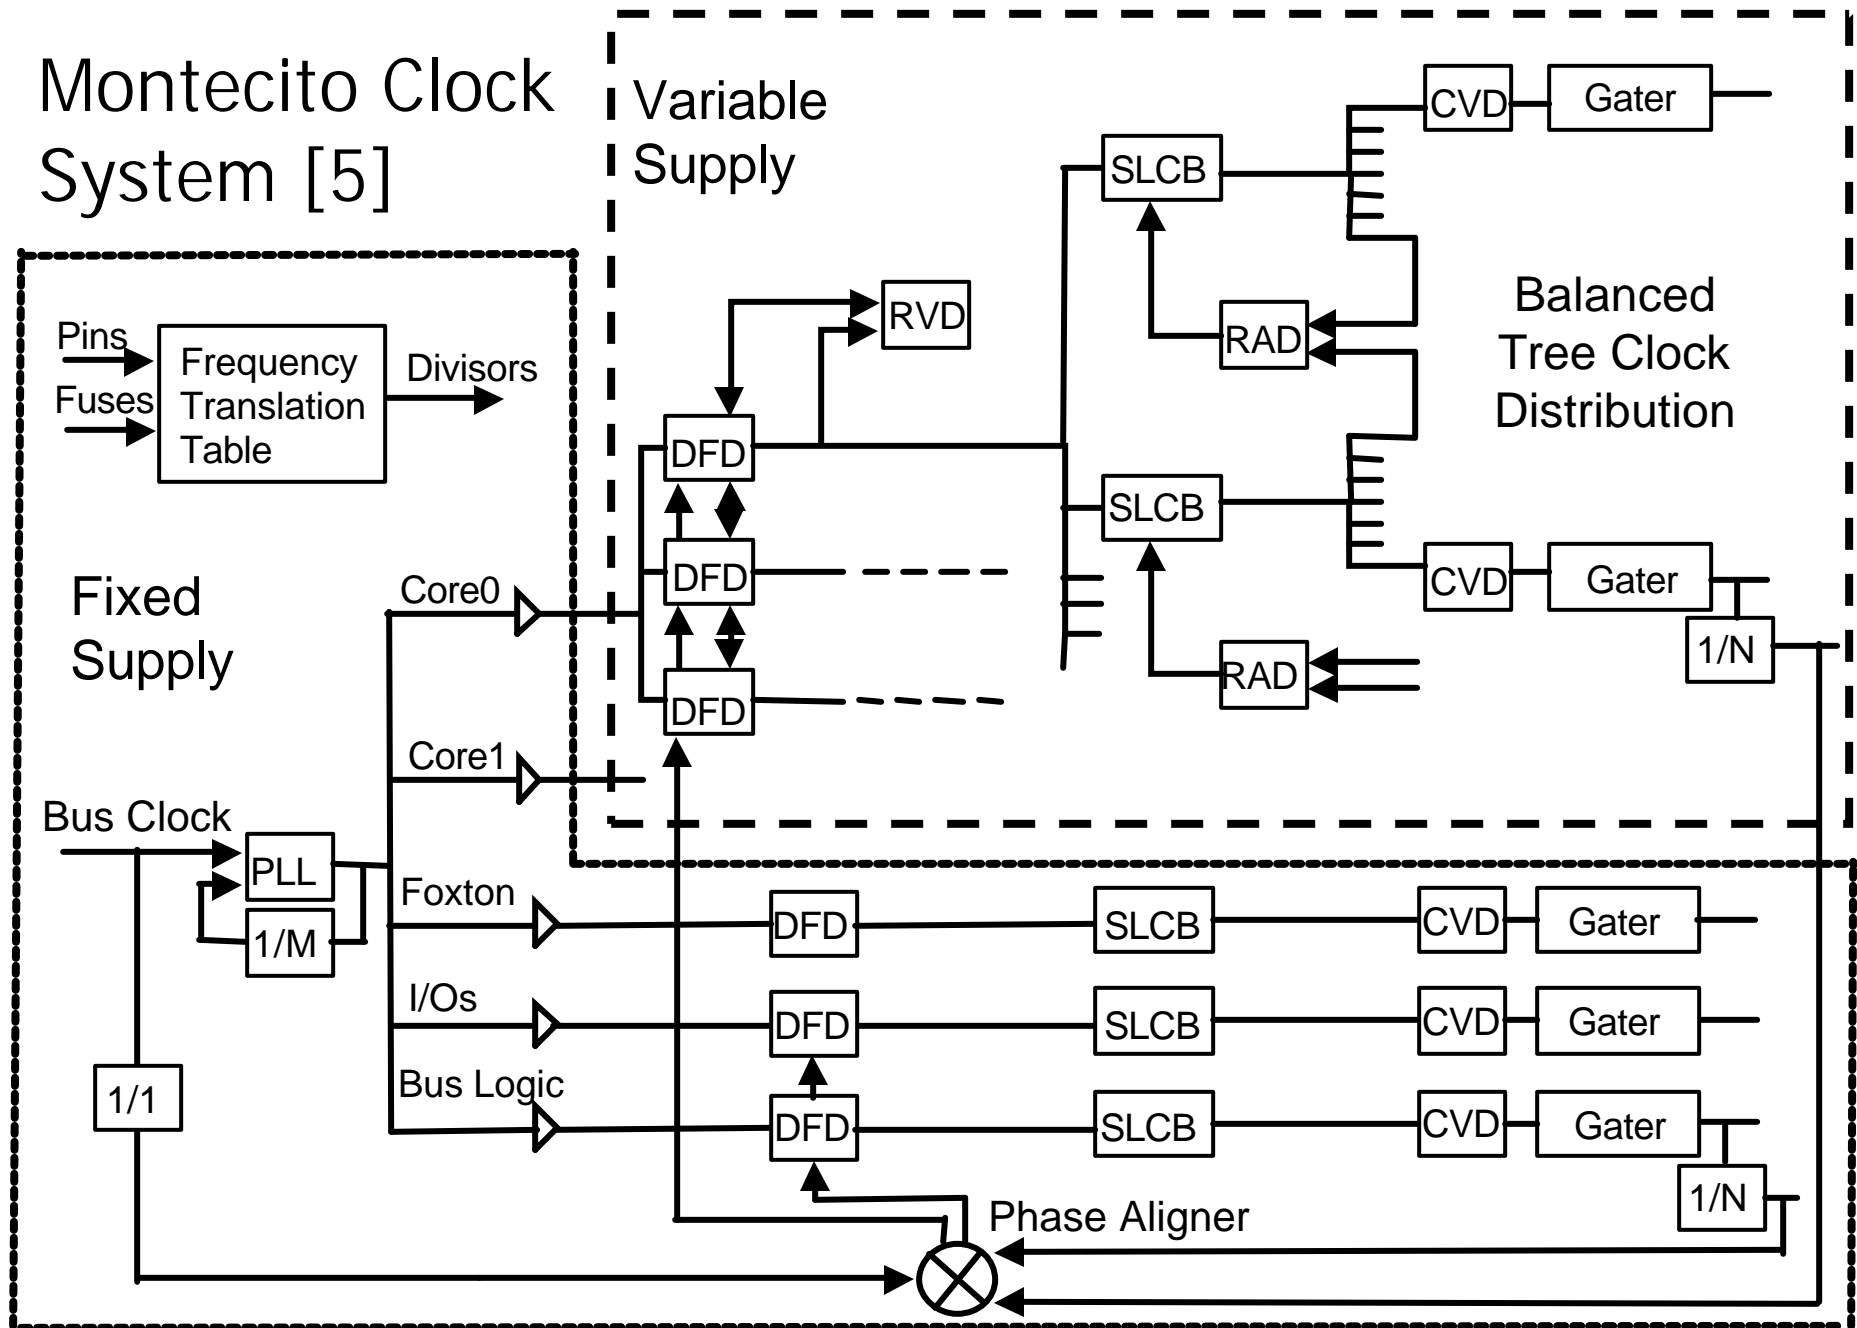 Montecito Clock
System [5]
Variable
Supply
CVD
Gater
SLCB
RVD
RAD
Balanced
Tree Clock
Distribution
Pins
Fuses
Frequency
Translation
Table
Divisors
DFD
SLCB
DFD
CVD
Gater
1/N
Fixed
Supply
Core0
RAD
DFD
Core1
Bus Clock
PLL
1/M
Foxton
DFD
SLCB
CVD
Gater
I/Os
DFD
SLCB
CVD
Gater
1/1
Bus Logic
DFD
SLCB
CVD
Gater
1/N
Phase Aligner